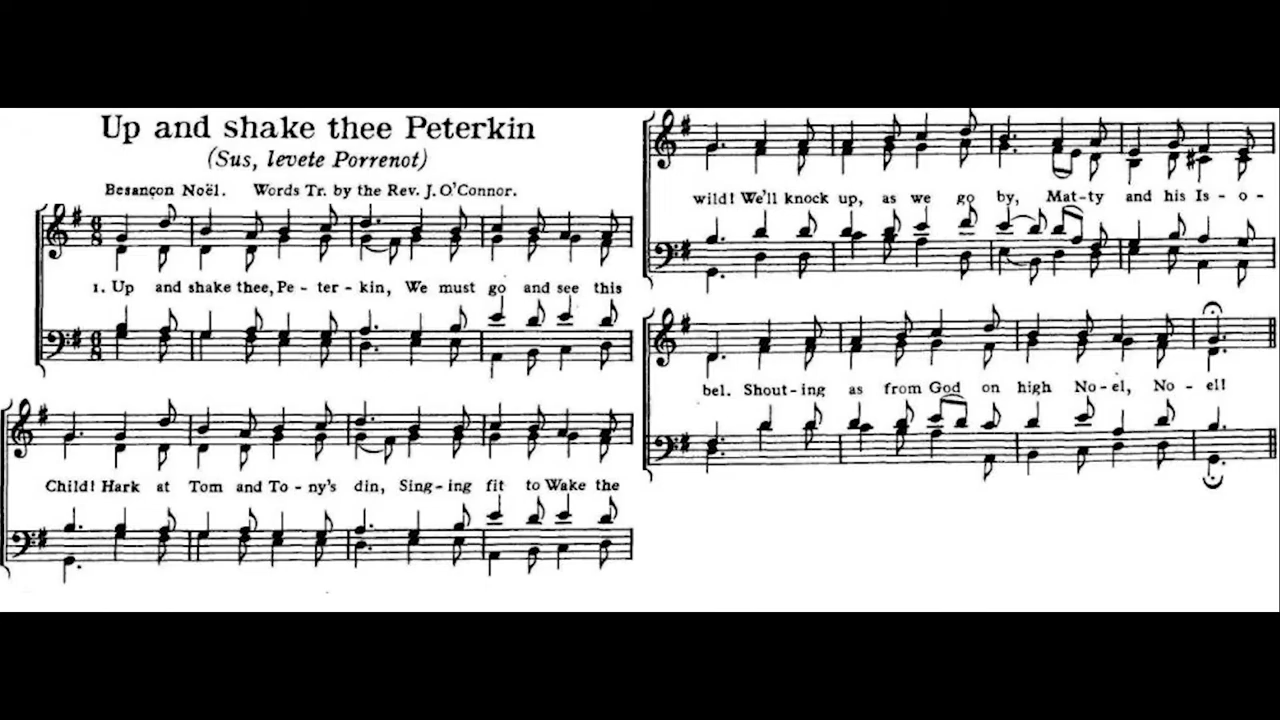 Up and shake thee Peterkin
(Sus, levete Porrenot)
Besançon Noël. Words Tr. by the Rev. J. O'Connor.
1. Up and shake thee, Pe - ter - kin, We must go and see this
Child! Hark at Tom and To - ny's din, Sing - ing fit to Wake the
wild! We'll knock up, as we go by, Mat - ty and his Is - o -
bel. Shout - ing as from God on high No - el, No - el!